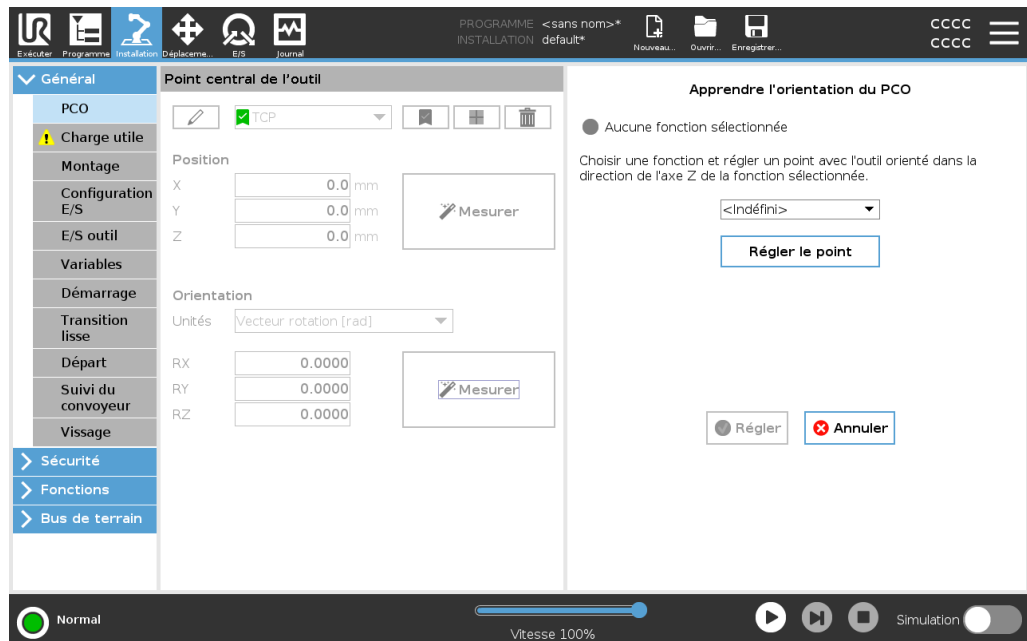 UR
Exécuter
Programme
Installation
Déplaceme...
E/S
Journal
PROGRAMME <sans nom>*
INSTALLATION default*
Nouveau...
Ouvrir...
Enregistrer...
CCCC
CCCC
Général
PCO
Charge utile
Montage
Configuration
E/S
E/S outil
Variables
Démarrage
Transition
lisse
Départ
Suivi du
convoyeur
Vissage
Sécurité
Fonctions
Bus de terrain
Point central de l'outil
TCP
Position
X 0.0 mm
Y 0.0 mm
Z 0.0 mm
Mesurer
Orientation
Unités Vecteur rotation [rad]
RX 0.0000
RY 0.0000
RZ 0.0000
Mesurer
Apprendre l'orientation du PCO
Aucune fonction sélectionnée
Choisir une fonction et régler un point avec l'outil orienté dans la
direction de l'axe Z de la fonction sélectionnée.
<Indéfini>
Régler le point
Régler
Annuler
Normal
Vitesse 100%
Simulation